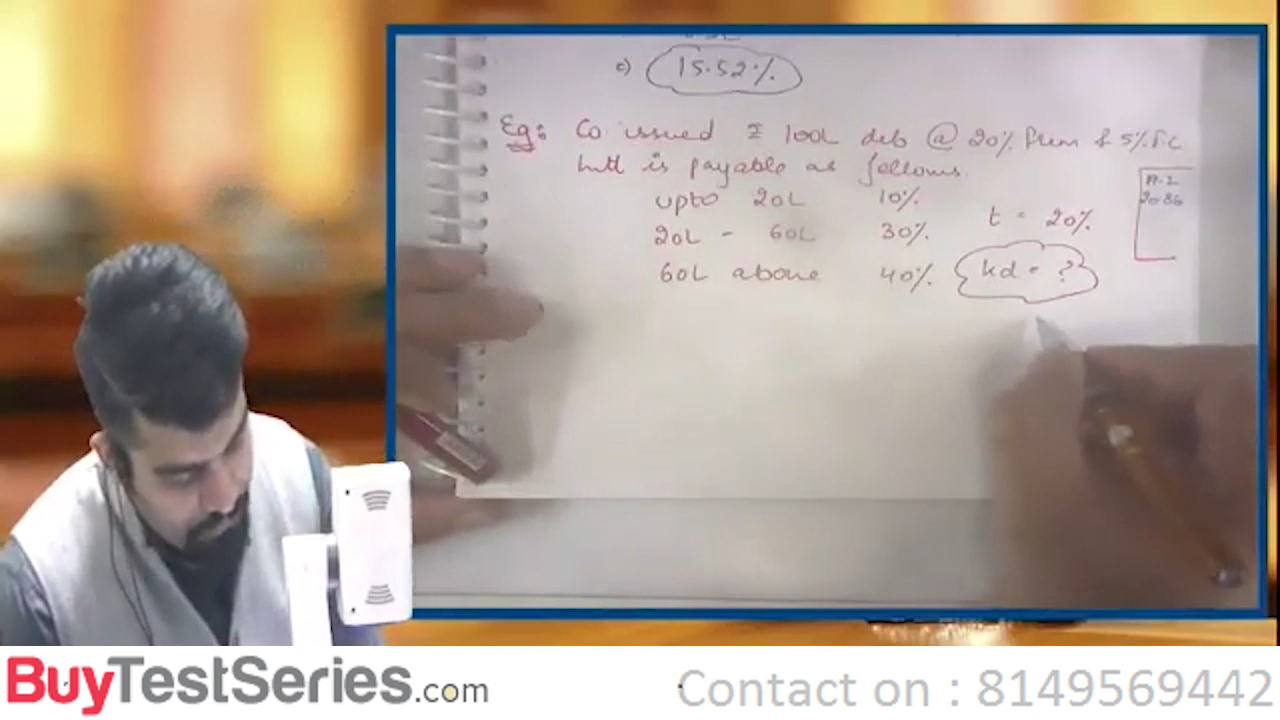 c) 15.52%
Eg: Co issued ₹ 100L deb @ 20% Prem & 5% F.C
Intt is payable as follows.
upto 20L 10%
20L - 60L 30%
60L above 40%
t = 20%
kd = ?
BuyTestSeries.com
Contact on : 8149569442